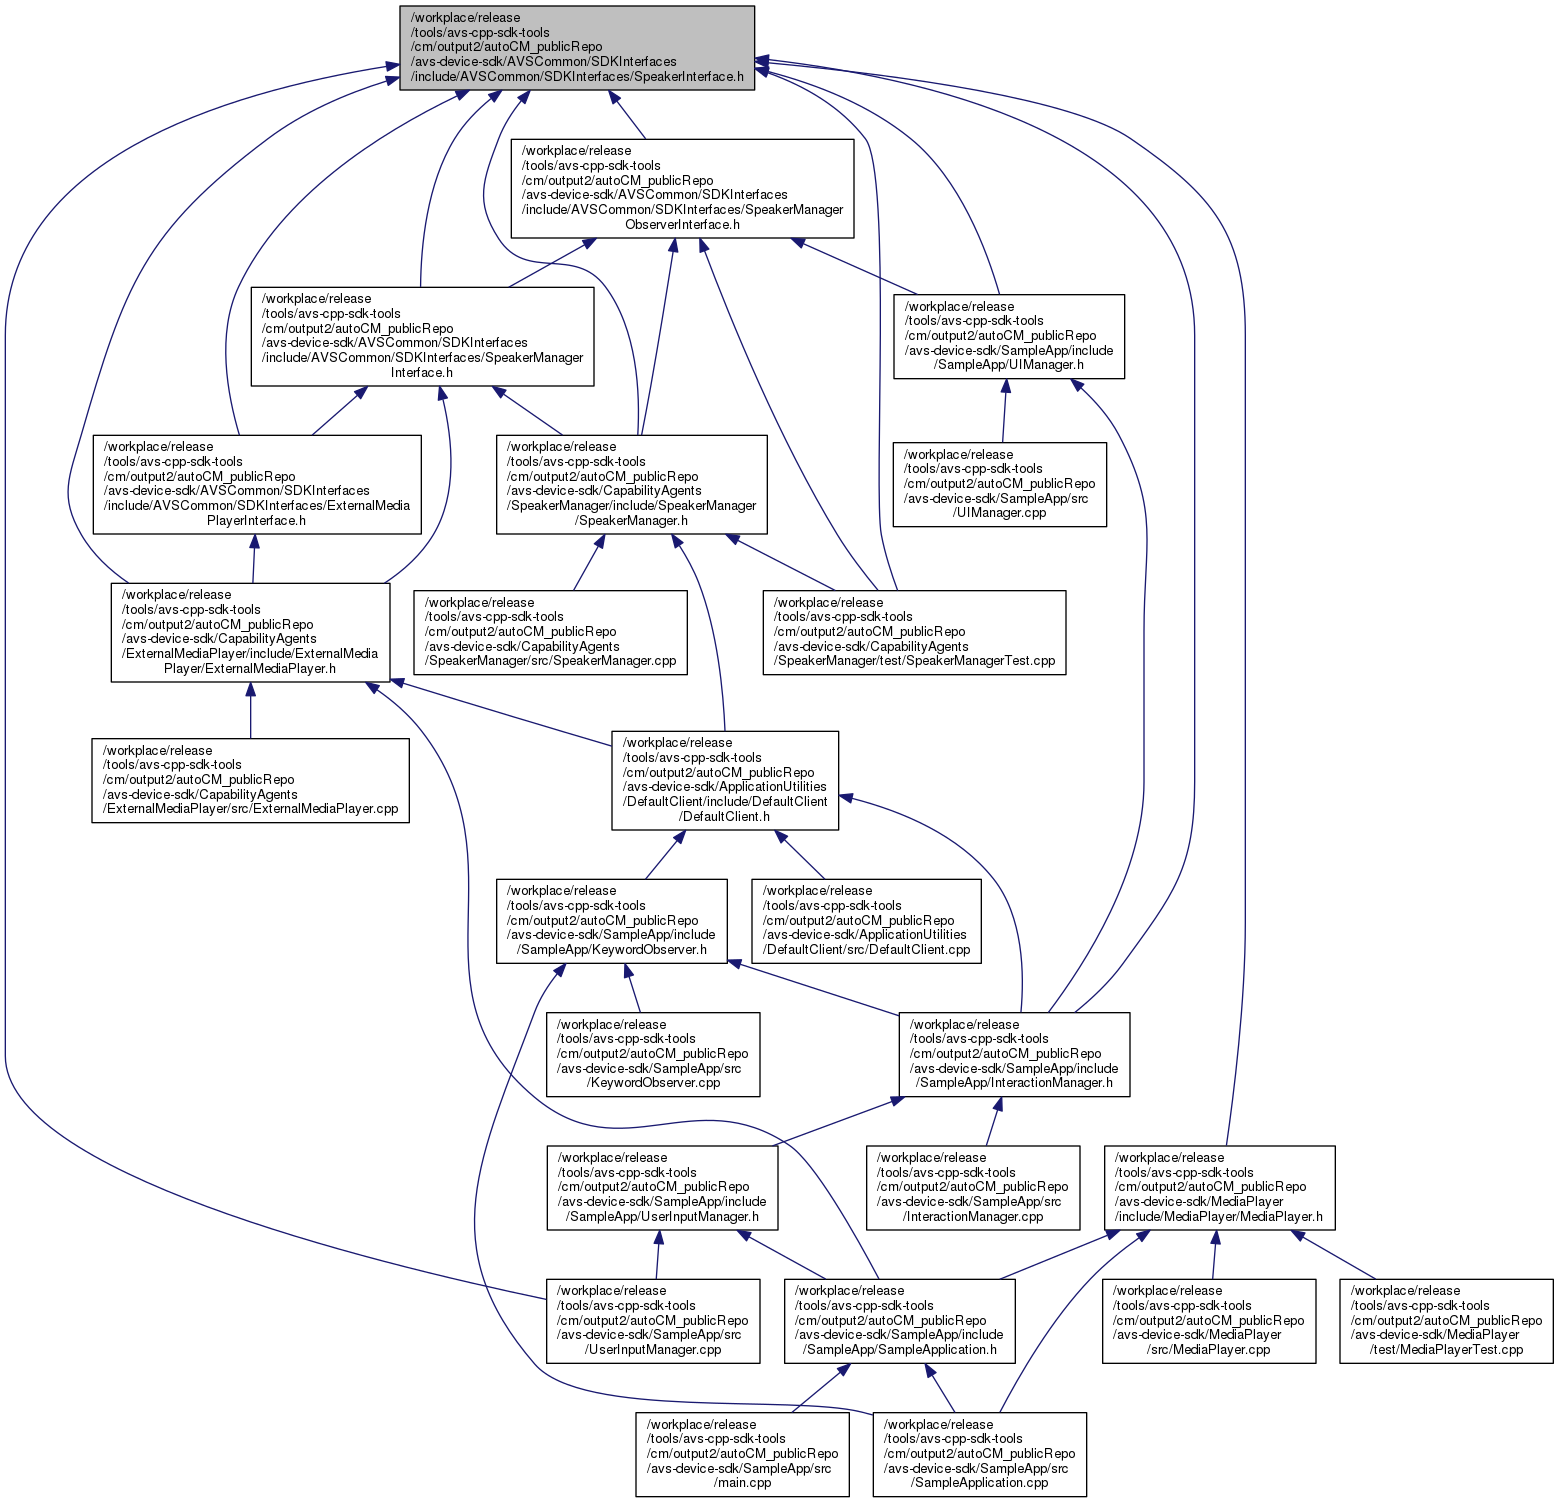 /workplace/release
/tools/avs-cpp-sdk-tools
/cm/output2/autoCM_publicRepo
/avs-device-sdk/AVSCommon/SDKInterfaces
/include/AVSCommon/SDKInterfaces/SpeakerInterface.h
/workplace/release
/tools/avs-cpp-sdk-tools
/cm/output2/autoCM_publicRepo
/avs-device-sdk/AVSCommon/SDKInterfaces
/include/AVSCommon/SDKInterfaces/SpeakerManager
ObserverInterface.h
/workplace/release
/tools/avs-cpp-sdk-tools
/cm/output2/autoCM_publicRepo
/avs-device-sdk/AVSCommon/SDKInterfaces
/include/AVSCommon/SDKInterfaces/SpeakerManager
Interface.h
/workplace/release
/tools/avs-cpp-sdk-tools
/cm/output2/autoCM_publicRepo
/avs-device-sdk/SampleApp/include
/SampleApp/UIManager.h
/workplace/release
/tools/avs-cpp-sdk-tools
/cm/output2/autoCM_publicRepo
/avs-device-sdk/AVSCommon/SDKInterfaces
/include/AVSCommon/SDKInterfaces/ExternalMedia
PlayerInterface.h
/workplace/release
/tools/avs-cpp-sdk-tools
/cm/output2/autoCM_publicRepo
/avs-device-sdk/CapabilityAgents
/SpeakerManager/include/SpeakerManager
/SpeakerManager.h
/workplace/release
/tools/avs-cpp-sdk-tools
/cm/output2/autoCM_publicRepo
/avs-device-sdk/SampleApp/src
/UIManager.cpp
/workplace/release
/tools/avs-cpp-sdk-tools
/cm/output2/autoCM_publicRepo
/avs-device-sdk/CapabilityAgents
/ExternalMediaPlayer/include/ExternalMedia
Player/ExternalMediaPlayer.h
/workplace/release
/tools/avs-cpp-sdk-tools
/cm/output2/autoCM_publicRepo
/avs-device-sdk/CapabilityAgents
/SpeakerManager/src/SpeakerManager.cpp
/workplace/release
/tools/avs-cpp-sdk-tools
/cm/output2/autoCM_publicRepo
/avs-device-sdk/CapabilityAgents
/SpeakerManager/test/SpeakerManagerTest.cpp
/workplace/release
/tools/avs-cpp-sdk-tools
/cm/output2/autoCM_publicRepo
/avs-device-sdk/CapabilityAgents
/ExternalMediaPlayer/src/ExternalMediaPlayer.cpp
/workplace/release
/tools/avs-cpp-sdk-tools
/cm/output2/autoCM_publicRepo
/avs-device-sdk/ApplicationUtilities
/DefaultClient/include/DefaultClient
/DefaultClient.h
/workplace/release
/tools/avs-cpp-sdk-tools
/cm/output2/autoCM_publicRepo
/avs-device-sdk/SampleApp/include
/SampleApp/KeywordObserver.h
/workplace/release
/tools/avs-cpp-sdk-tools
/cm/output2/autoCM_publicRepo
/avs-device-sdk/ApplicationUtilities
/DefaultClient/src/DefaultClient.cpp
/workplace/release
/tools/avs-cpp-sdk-tools
/cm/output2/autoCM_publicRepo
/avs-device-sdk/SampleApp/src
/KeywordObserver.cpp
/workplace/release
/tools/avs-cpp-sdk-tools
/cm/output2/autoCM_publicRepo
/avs-device-sdk/SampleApp/include
/SampleApp/InteractionManager.h
/workplace/release
/tools/avs-cpp-sdk-tools
/cm/output2/autoCM_publicRepo
/avs-device-sdk/SampleApp/include
/SampleApp/UserInputManager.h
/workplace/release
/tools/avs-cpp-sdk-tools
/cm/output2/autoCM_publicRepo
/avs-device-sdk/SampleApp/src
/InteractionManager.cpp
/workplace/release
/tools/avs-cpp-sdk-tools
/cm/output2/autoCM_publicRepo
/avs-device-sdk/MediaPlayer
/include/MediaPlayer/MediaPlayer.h
/workplace/release
/tools/avs-cpp-sdk-tools
/cm/output2/autoCM_publicRepo
/avs-device-sdk/SampleApp/src
/UserInputManager.cpp
/workplace/release
/tools/avs-cpp-sdk-tools
/cm/output2/autoCM_publicRepo
/avs-device-sdk/SampleApp/include
/SampleApp/SampleApplication.h
/workplace/release
/tools/avs-cpp-sdk-tools
/cm/output2/autoCM_publicRepo
/avs-device-sdk/MediaPlayer
/src/MediaPlayer.cpp
/workplace/release
/tools/avs-cpp-sdk-tools
/cm/output2/autoCM_publicRepo
/avs-device-sdk/MediaPlayer
/test/MediaPlayerTest.cpp
/workplace/release
/tools/avs-cpp-sdk-tools
/cm/output2/autoCM_publicRepo
/avs-device-sdk/SampleApp/src
/main.cpp
/workplace/release
/tools/avs-cpp-sdk-tools
/cm/output2/autoCM_publicRepo
/avs-device-sdk/SampleApp/src
/SampleApplication.cpp